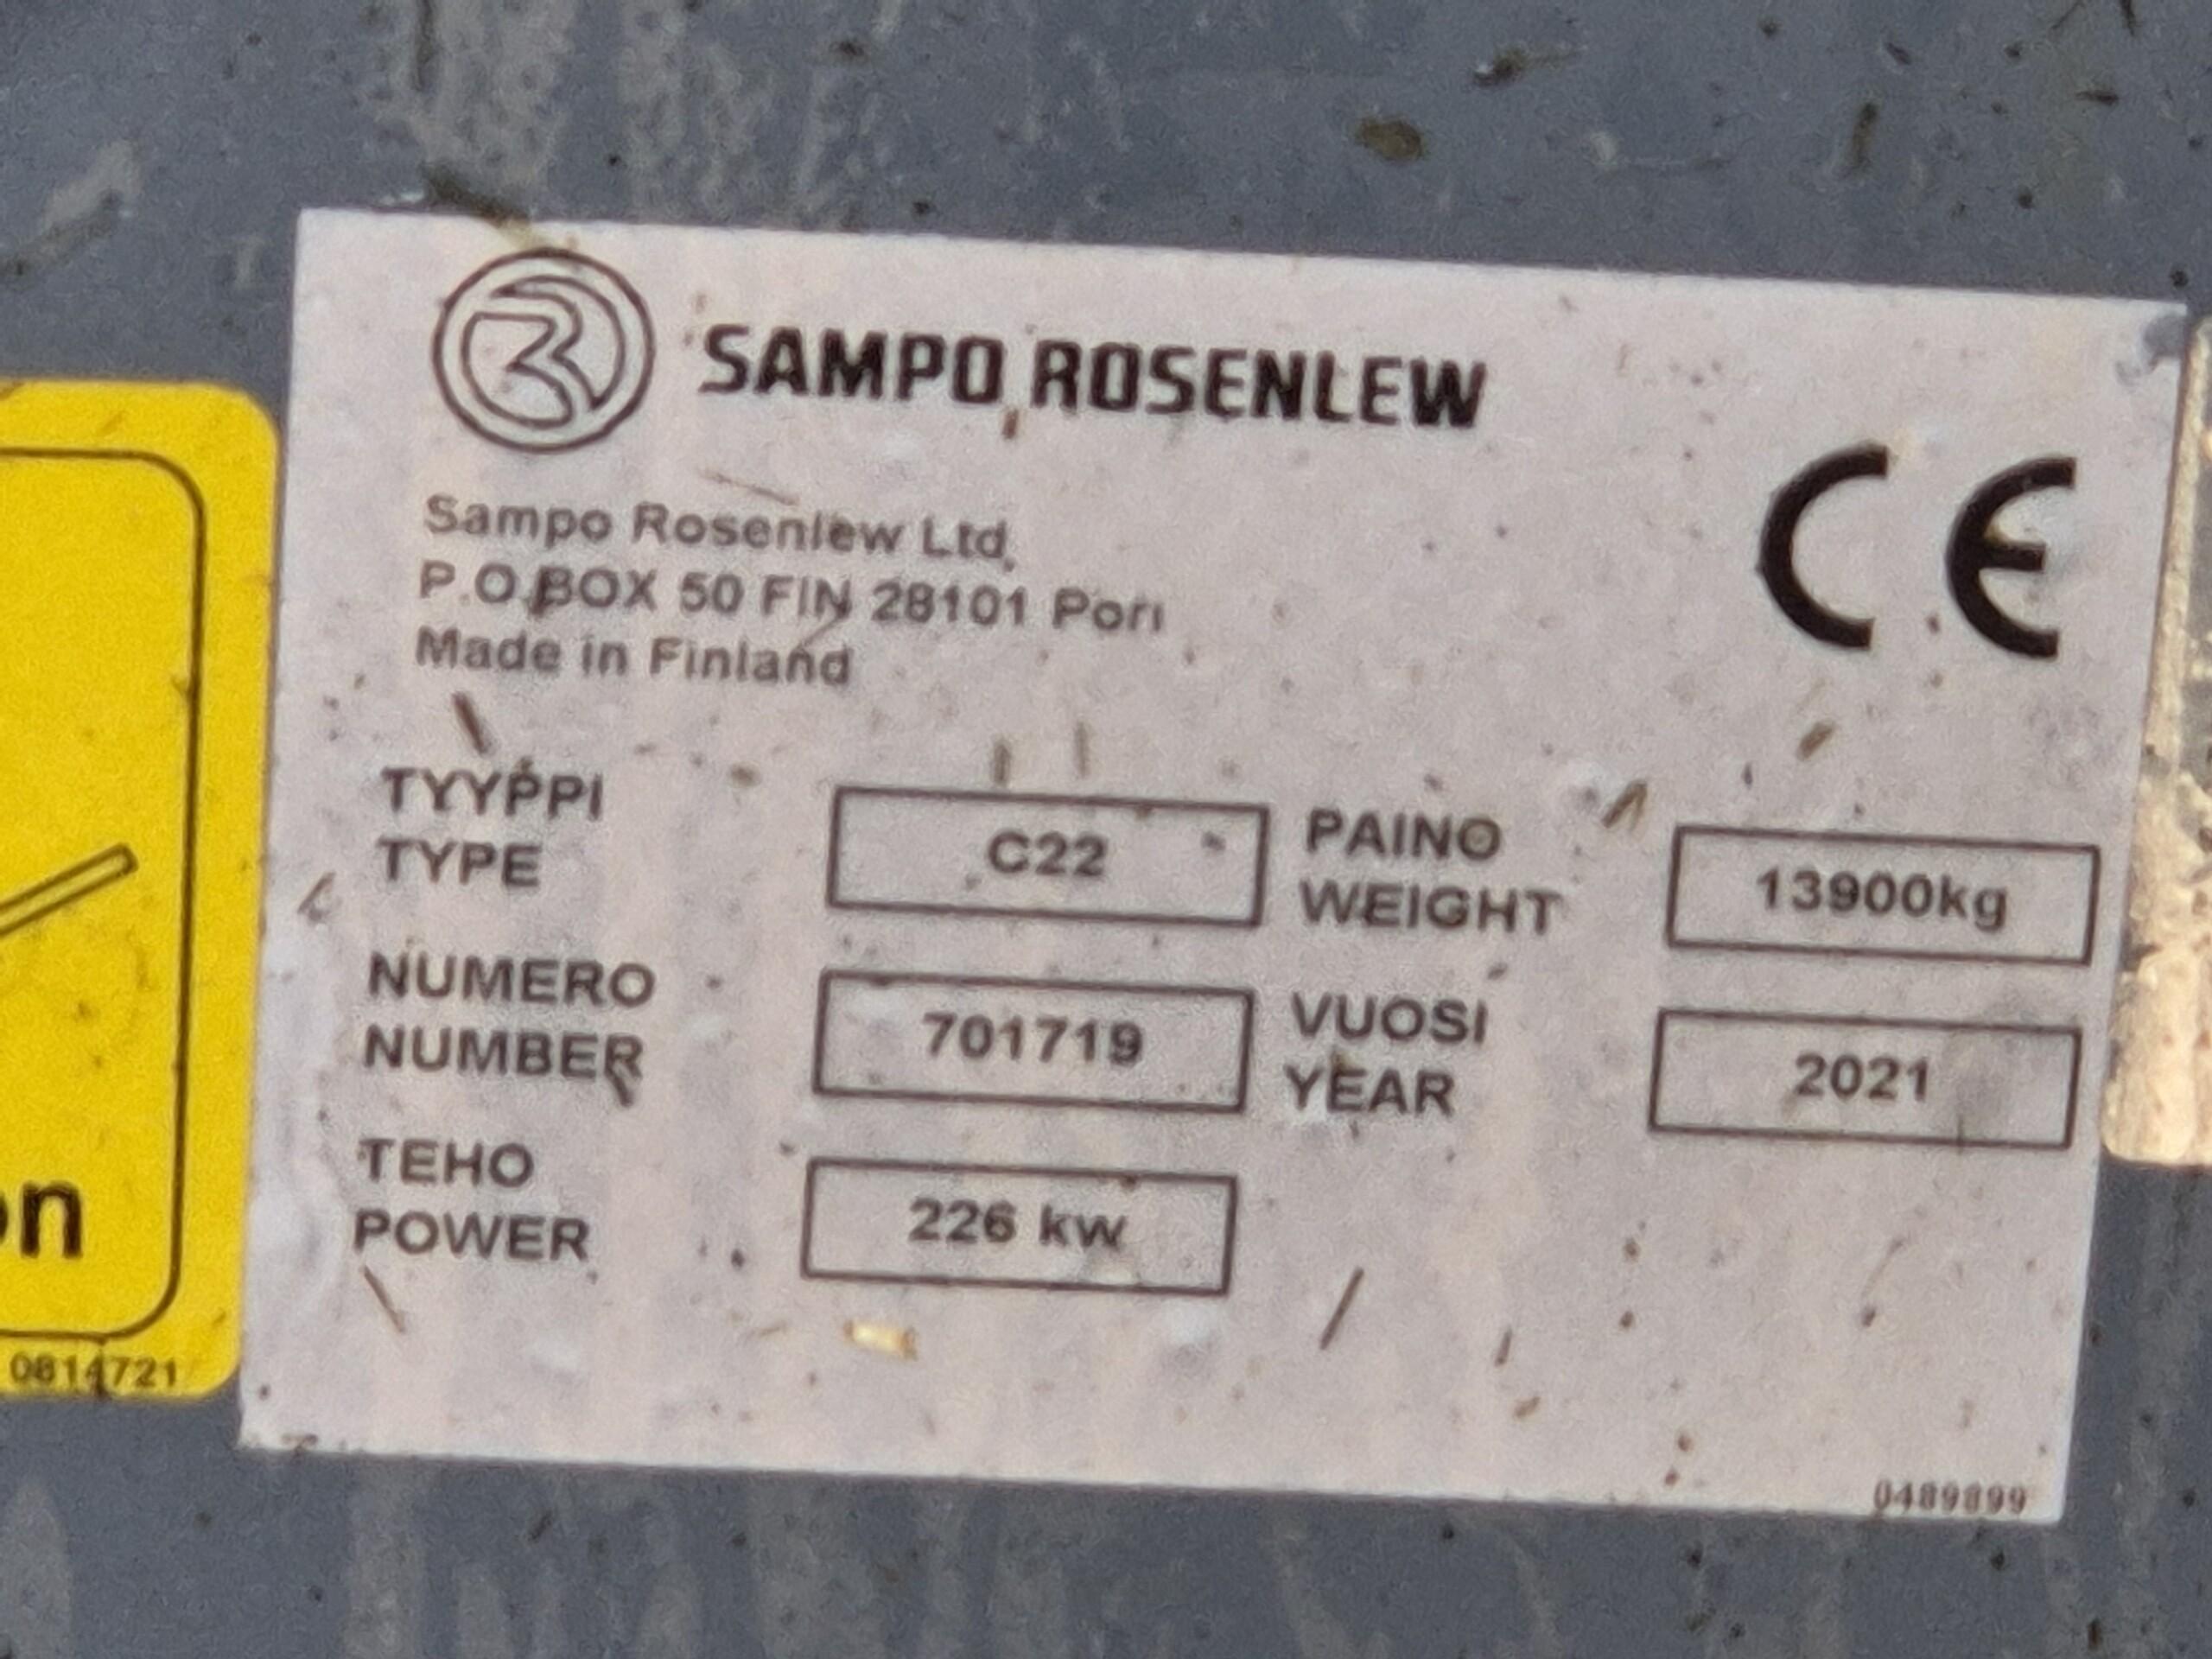 SAMPO ROSENLEW
CE
Sampo Rosenlew Ltd.
P.O.BOX 50 FIN 28101 Pori
Made in Finland
TYYPPI
TYPE
C22
PAINO
WEIGHT
13900kg
NUMERO
NUMBER
701719
VUOSI
YEAR
2021
TEHO
POWER
226 kw
0489899
on
0814721